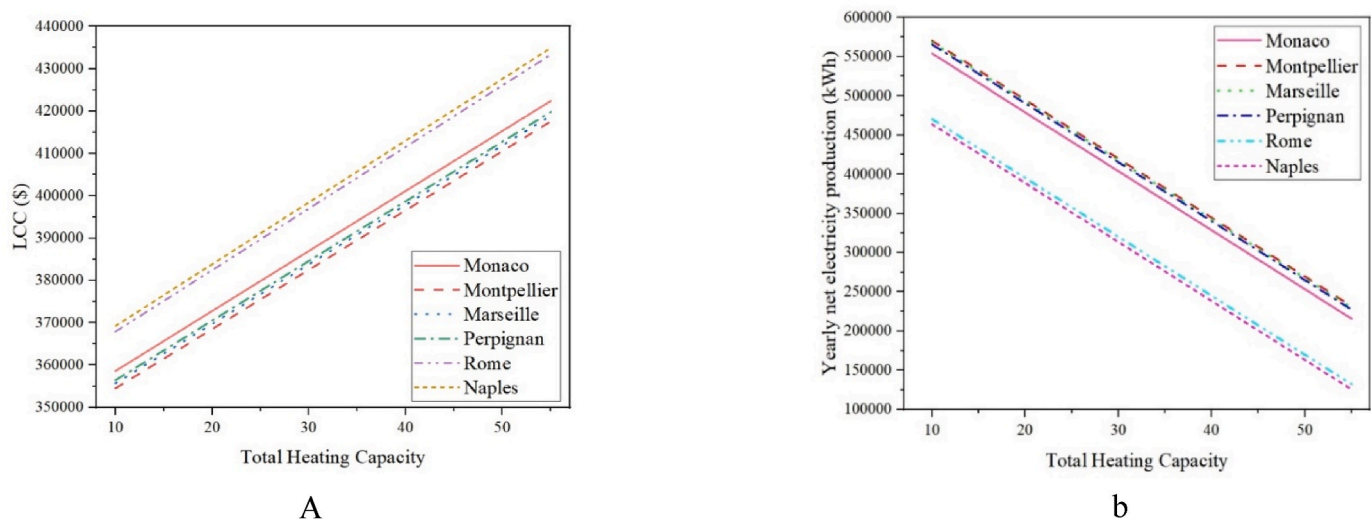 440000
430000
420000
410000
400000
390000
380000
370000
360000
350000
LCC ($)
Monaco
Montpellier
Marseille
Perpignan
Rome
Naples
10 20 30 40 50
Total Heating Capacity
A
600000
550000
500000
450000
400000
350000
300000
250000
200000
150000
100000
Yearly net electricity production (kWh)
Monaco
Montpellier
Marseille
Perpignan
Rome
Naples
10 20 30 40 50
Total Heating Capacity
b